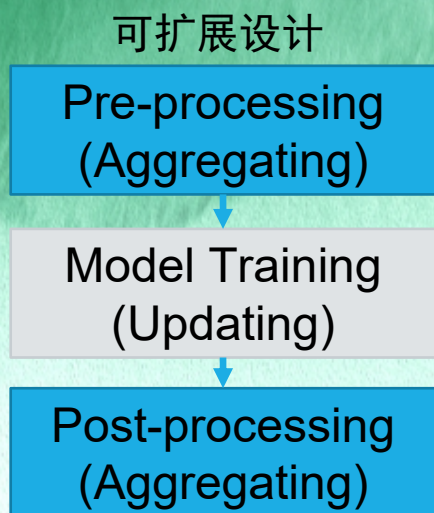 可扩展设计
Pre-processing
(Aggregating)
Model Training
(Updating)
Post-processing
(Aggregating)